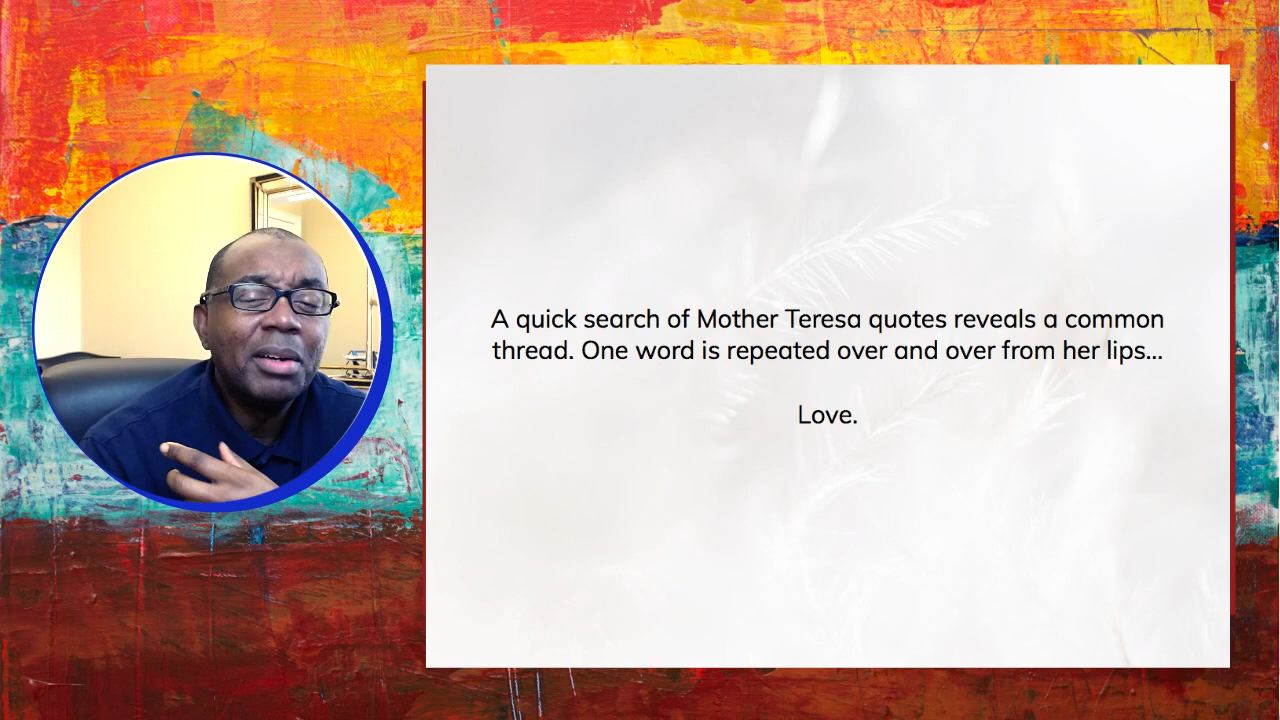 A quick search of Mother Teresa quotes reveals a common
thread. One word is repeated over and over from her lips...
Love.